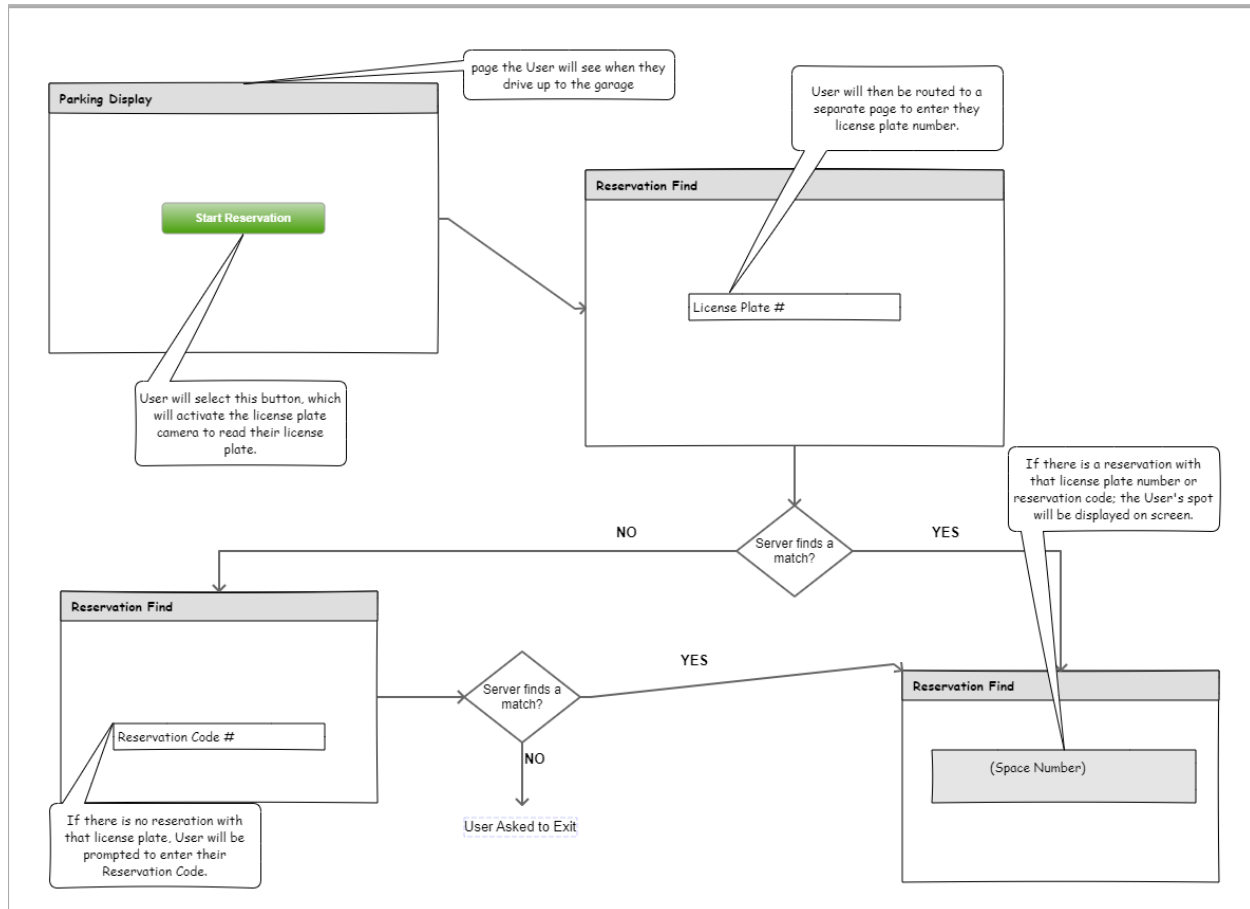 page the User will see when they
drive up to the garage
Parking Display
User will then be routed to a
separate page to enter they
license plate number.
Reservation Find
Start Reservation
License Plate #
User will select this button, which
will activate the license plate
camera to read their license
plate.
If there is a reservation with
that license plate number or
reservation code; the User's spot
will be displayed on screen.
NO
Server finds a
match?
YES
Reservation Find
Reservation Code #
If there is no reseration with
that license plate, User will be
prompted to enter their
Reservation Code.
Server finds a
match?
YES
NO
User Asked to Exit
Reservation Find
(Space Number)